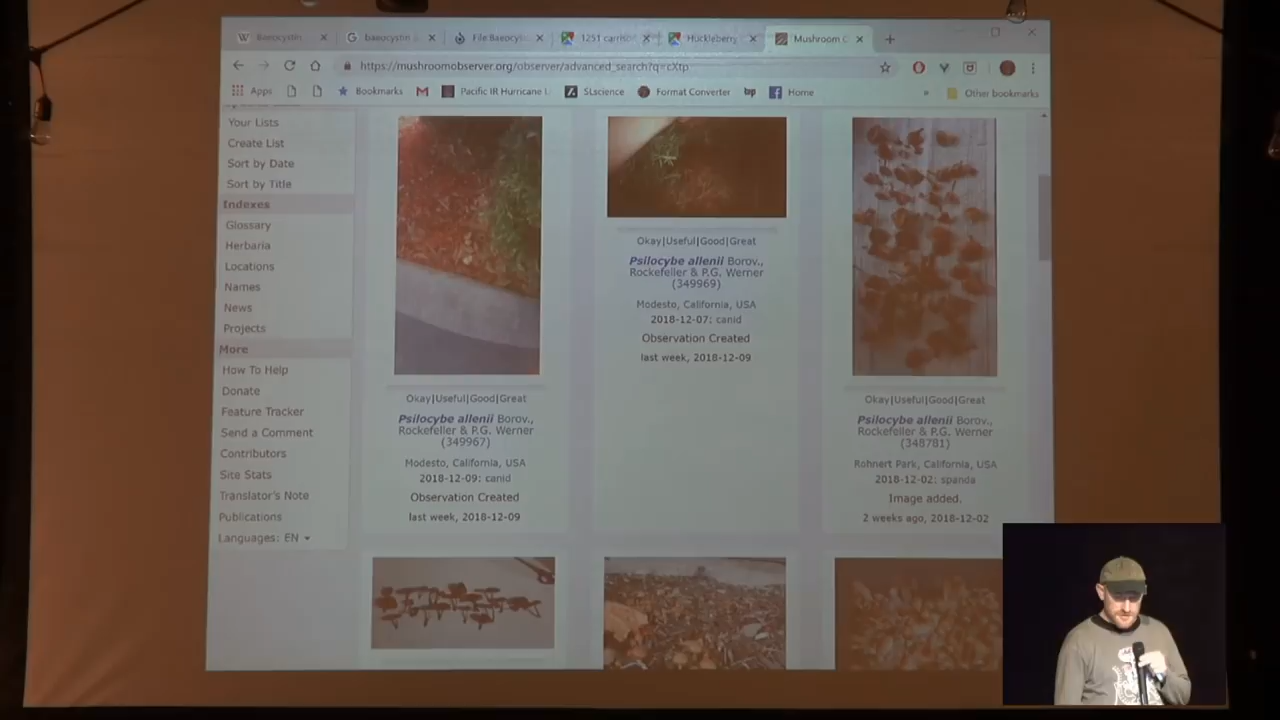 Baeocystin
baeocystin
File:Baeocys
1251 carriso
Huckleberry
Mushroom O
https://mushroomobserver.org/observer/advanced_search?q=cXtp
Apps
Bookmarks
Pacific IR Hurricane I.
SLscience
Format Converter
bp
Home
»
Other bookmarks
Your Lists
Create List
Sort by Date
Sort by Title
Indexes
Glossary
Herbaria
Locations
Names
News
Projects
More
How To Help
Donate
Feature Tracker
Send a Comment
Contributors
Site Stats
Translator's Note
Publications
Languages: EN
Okay|Useful|Good|Great
Psilocybe allenii Borov.,
Rockefeller & P.G. Werner
(349967)
Modesto, California, USA
2018-12-09: canid
Observation Created
last week, 2018-12-09
Okay|Useful|Good|Great
Psilocybe allenii Borov.,
Rockefeller & P.G. Werner
(349969)
Modesto, California, USA
2018-12-07: canid
Observation Created
last week, 2018-12-09
Okay|Useful|Good|Great
Psilocybe allenii Borov.,
Rockefeller & P.G. Werner
(348781)
Rohnert Park, California, USA
2018-12-02: spanda
Image added.
2 weeks ago, 2018-12-02